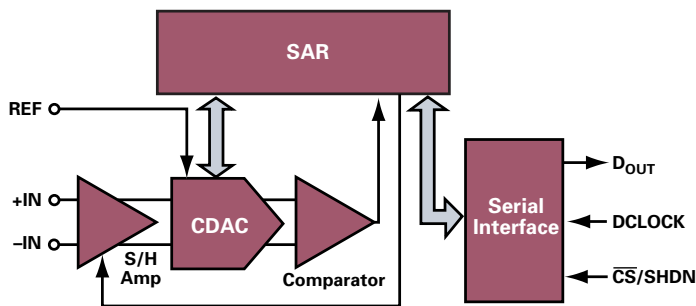 SAR
REF
+IN
–IN
CDAC
S/H
Amp
Comparator
Serial
Interface
DOUT
DCLOCK
CS/SHDN